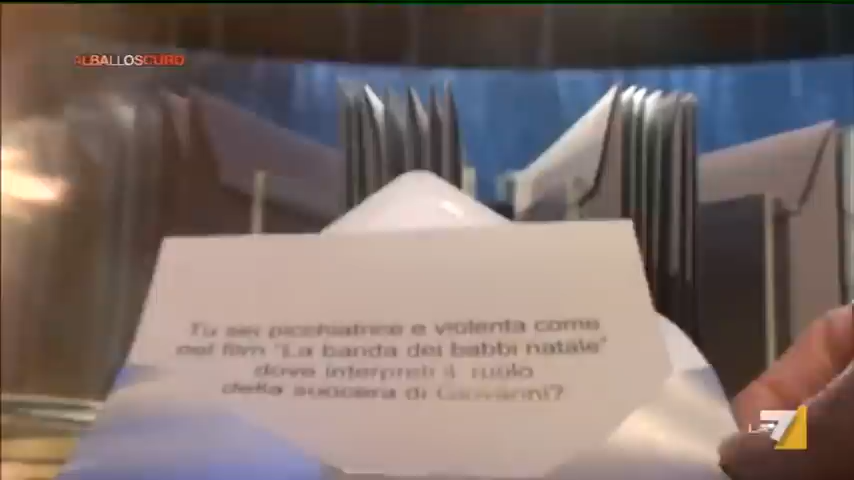 ALBALLOSCURO
Tu sei picchiatrice e violenta come
nel film "La banda dei babbi natale"
dove interpreti il ruolo
della suocera di Giovanni?
LA7